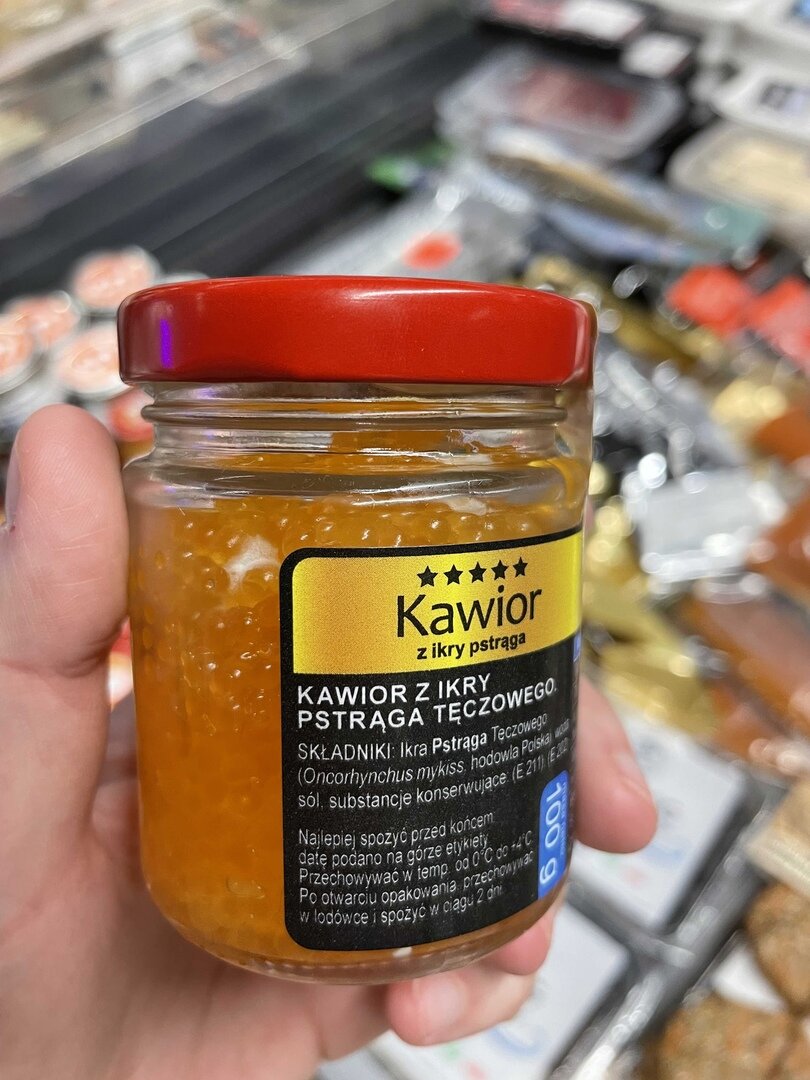 ★★★★★
Kawior
z ikry pstrąga
KAWIOR Z IKRY
PSTRĄGA TĘCZOWEGO.
SKŁADNIKI: Ikra Pstrąga Tęczowego
(Oncorhynchus mykiss, hodowla Polska), woda,
sól, substancje konserwujące: (E 211), (E 202)
Najlepiej spożyć przed końcem:
datę podano na górze etykiety.
Przechowywać w temp. od 0°C do +4°C.
Po otwarciu opakowania, przechowywać
w lodówce i spożyć w ciągu 2 dni.
100 g